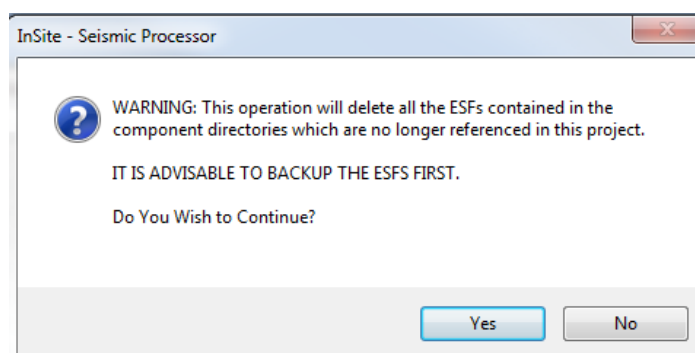 InSite - Seismic Processor
WARNING: This operation will delete all the ESFs contained in the
component directories which are no longer referenced in this project.
IT IS ADVISABLE TO BACKUP THE ESFS FIRST.
Do You Wish to Continue?
Yes
No